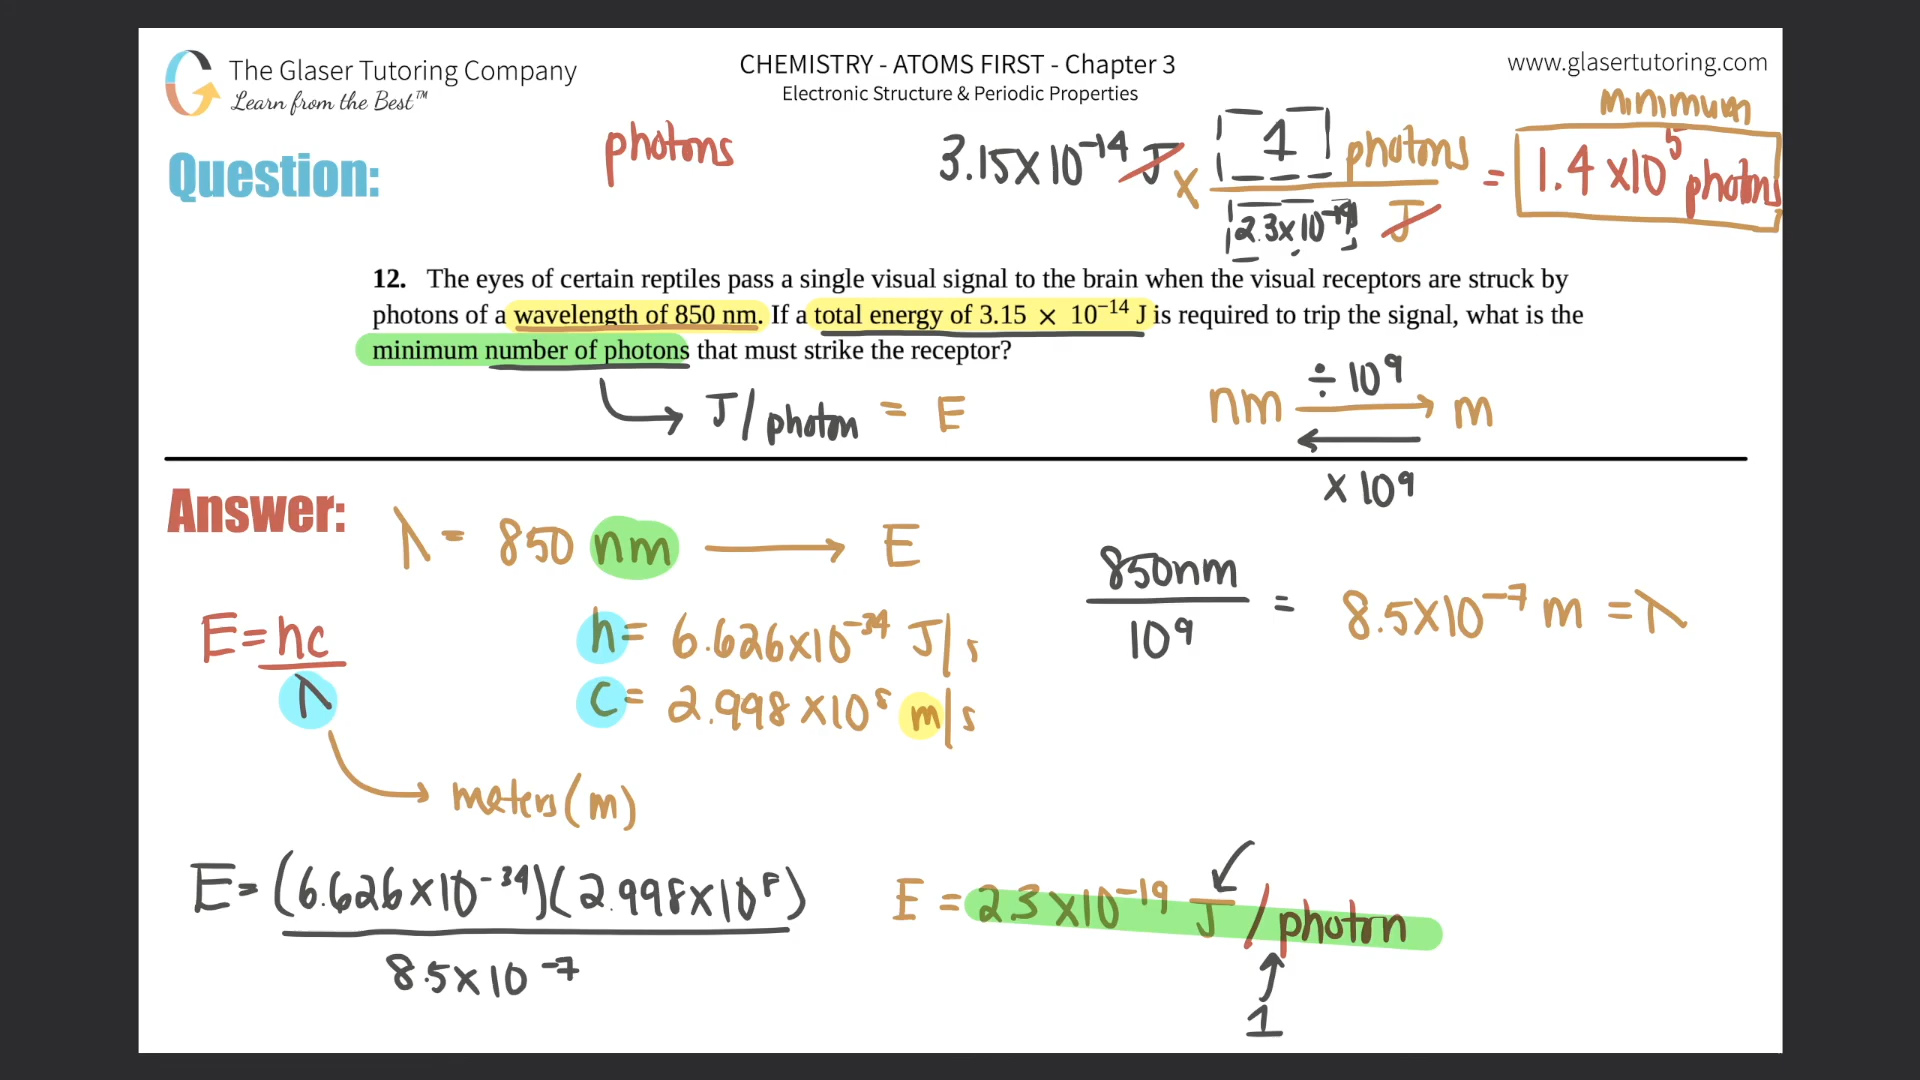 The Glaser Tutoring Company
Learn from the Best™
CHEMISTRY - ATOMS FIRST - Chapter 3
Electronic Structure & Periodic Properties
www.glasertutoring.com
minimum
Question:
photons
3.15x10⁻¹⁴ J x 1 photons / 2.3x10⁻¹⁹ J = 1.4 x10⁵ photons
12. The eyes of certain reptiles pass a single visual signal to the brain when the visual receptors are struck by
photons of a wavelength of 850 nm. If a total energy of 3.15 × 10⁻¹⁴ J is required to trip the signal, what is the
minimum number of photons that must strike the receptor?
J/photon = E
nm ÷ 10⁹ m
x 10⁹
Answer:
λ = 850 nm → E
850nm / 10⁹ = 8.5x10⁻⁷ m = λ
E = hc / λ
h = 6.626x10⁻³⁴ J/s
c = 2.998 x10⁸ m/s
meters (m)
E = (6.626x10⁻³⁴)(2.998x10⁸) / 8.5x10⁻⁷
E = 2.3 x10⁻¹⁹ J / photon
1